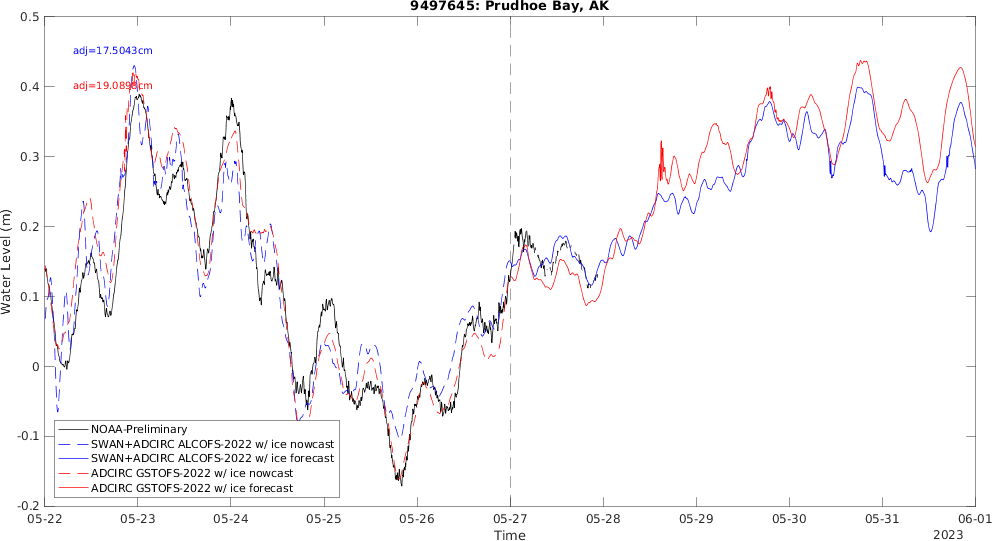 9497645: Prudhoe Bay, AK
adj=17.5043cm
adj=19.0898cm
Water Level (m)
0.5
0.4
0.3
0.2
0.1
0
-0.1
-0.2
NOAA-Preliminary
SWAN+ADCIRC ALCOFS-2022 w/ ice nowcast
SWAN+ADCIRC ALCOFS-2022 w/ ice forecast
ADCIRC GSTOFS-2022 w/ ice nowcast
ADCIRC GSTOFS-2022 w/ ice forecast
05-22 05-23 05-24 05-25 05-26 05-27 05-28 05-29 05-30 05-31 06-01
Time
2023